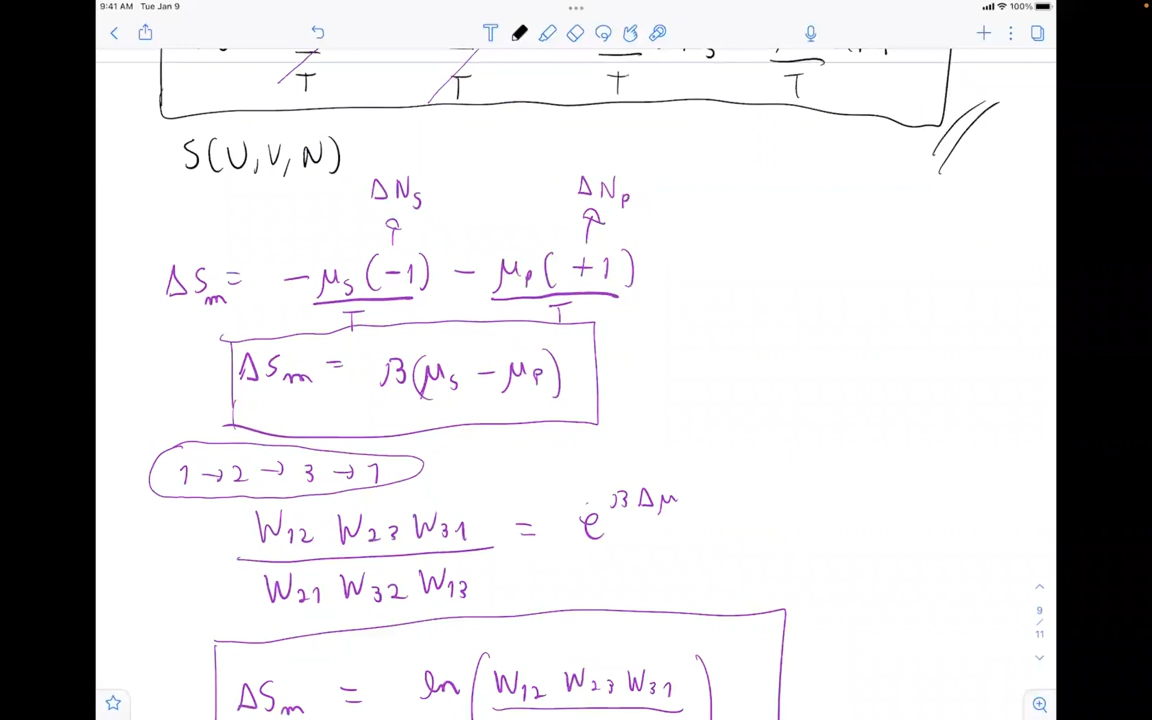 9:41 AM Tue Jan 9
100%
T T T T
S(U,V,N)
ΔN_S ΔN_P
ΔS_m = -μ_S(-1)/T - μ_P(+1)/T
ΔS_m = β(μ_S - μ_P)
1 → 2 → 3 → 1
W_12 W_23 W_31 / W_21 W_32 W_13 = e^{βΔμ}
ΔS_m = ln( W_12 W_23 W_31 )
9
/
11